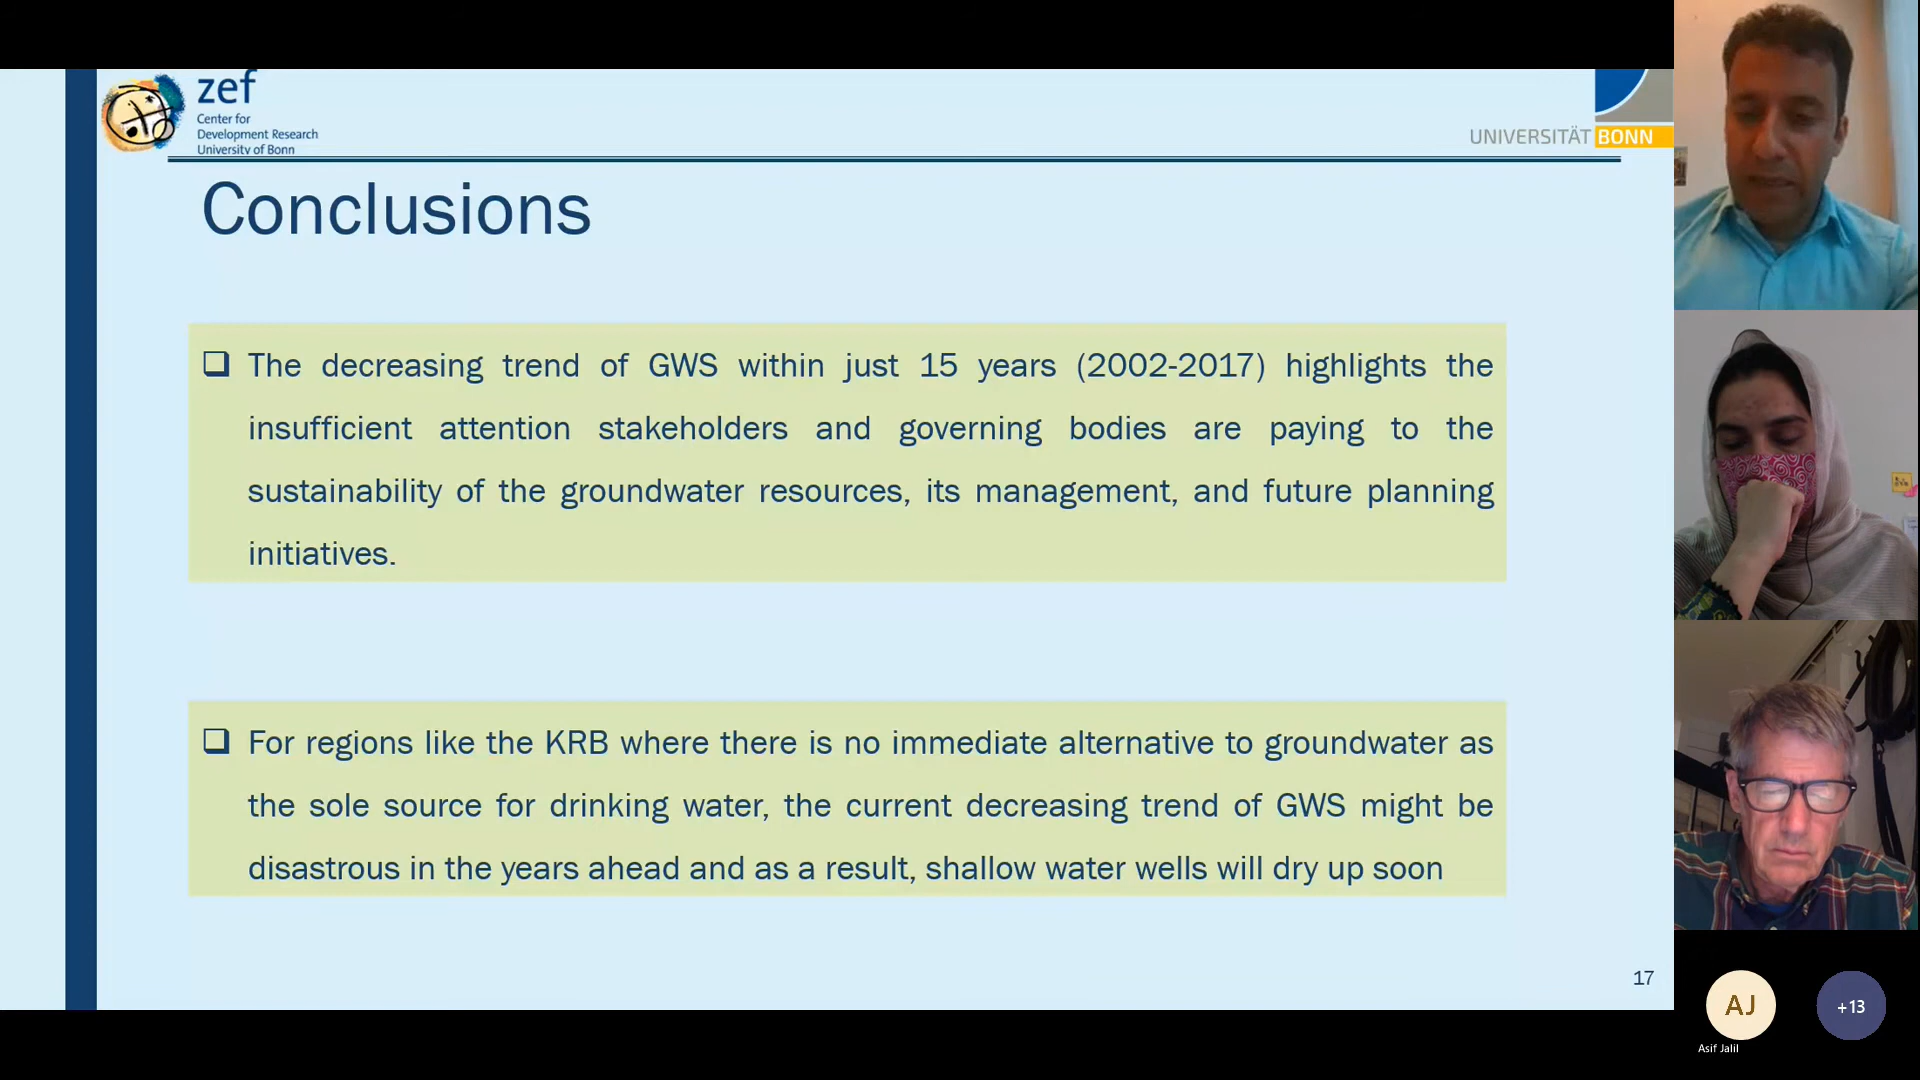 zef
Center for
Development Research
University of Bonn
UNIVERSITÄT BONN
Conclusions
❑ The decreasing trend of GWS within just 15 years (2002-2017) highlights the
insufficient attention stakeholders and governing bodies are paying to the
sustainability of the groundwater resources, its management, and future planning
initiatives.
❑ For regions like the KRB where there is no immediate alternative to groundwater as
the sole source for drinking water, the current decreasing trend of GWS might be
disastrous in the years ahead and as a result, shallow water wells will dry up soon
17
AJ
+13
Asif Jalil